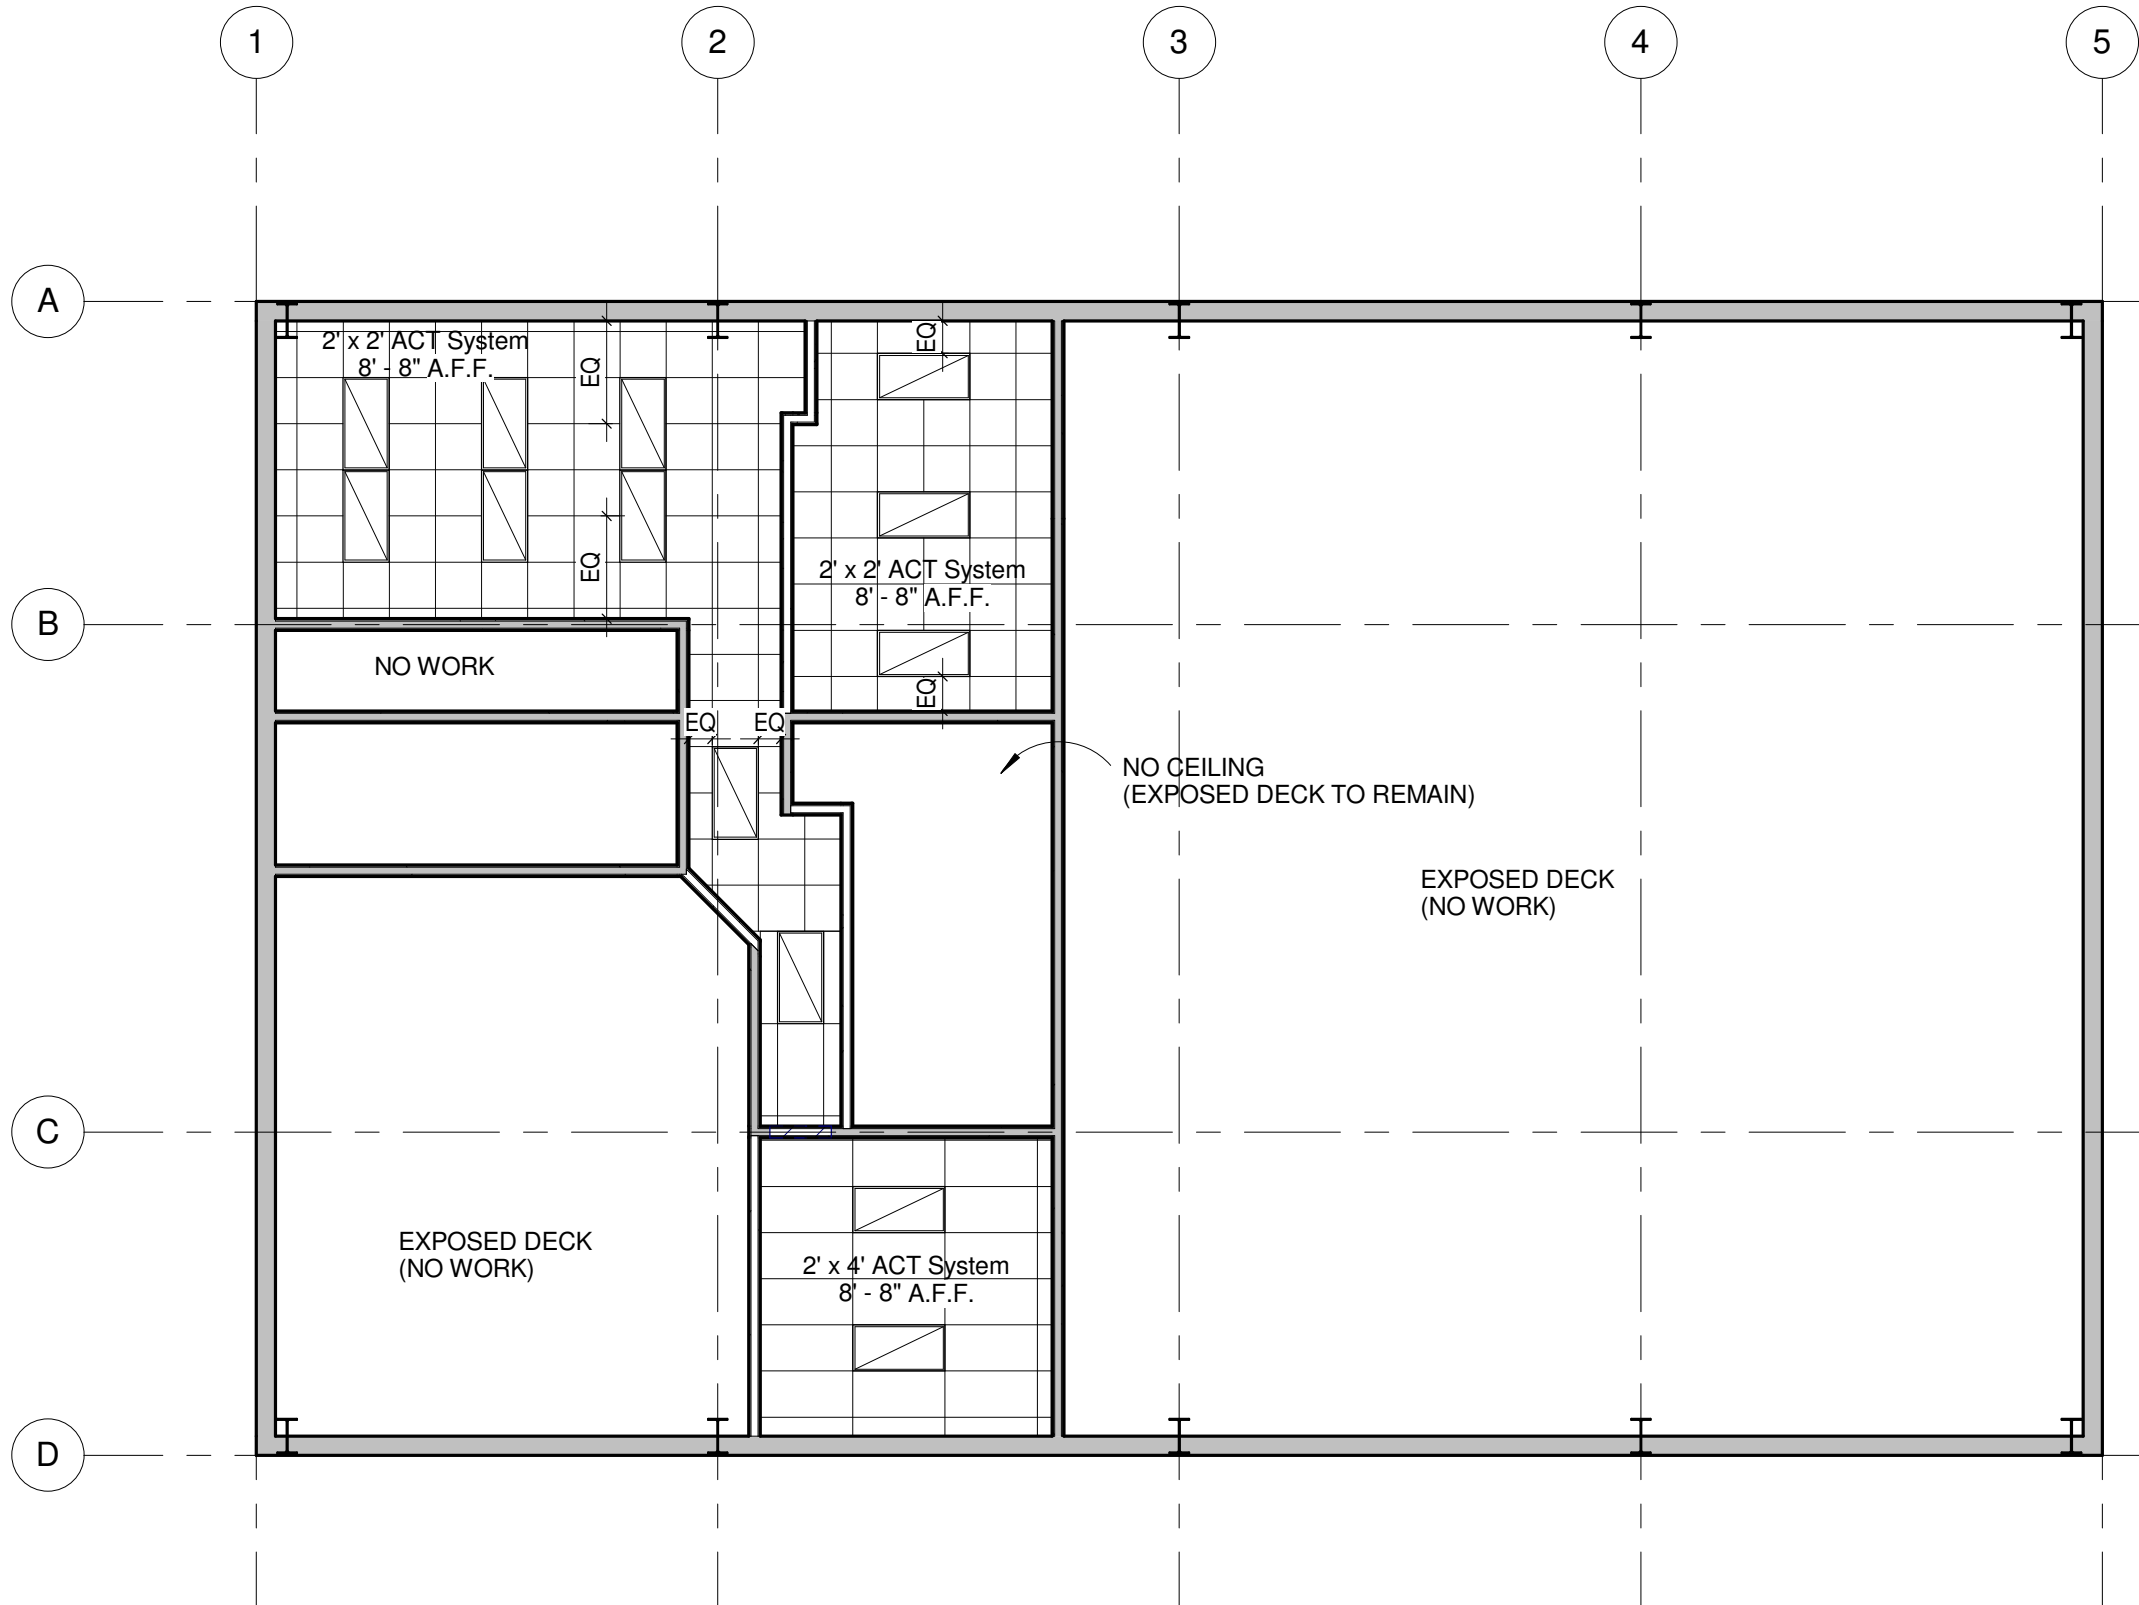 1
2
3
4
5
A
2' x 2' ACT System
8' - 8" A.F.F.
EQ
EQ
EQ
2' x 2' ACT System
8' - 8" A.F.F.
B
NO WORK
EQ
EQ
EQ
NO CEILING
(EXPOSED DECK TO REMAIN)
EXPOSED DECK
(NO WORK)
C
EXPOSED DECK
(NO WORK)
2' x 4' ACT System
8' - 8" A.F.F.
D